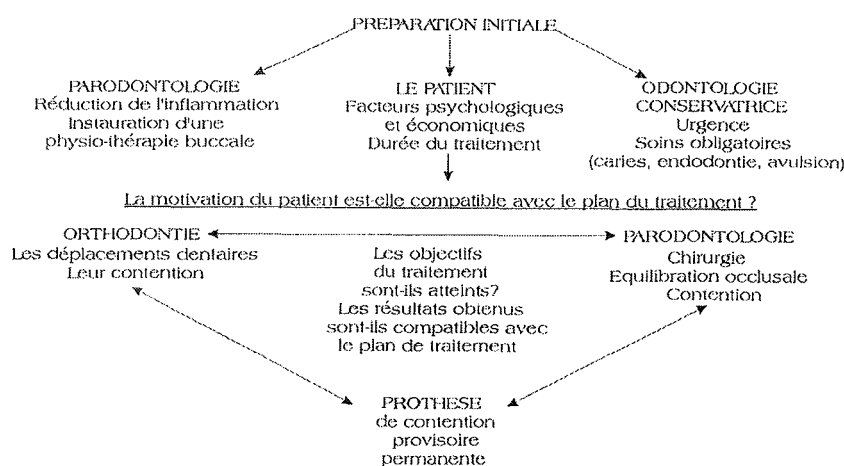 PREPARATION INITIALE
PARODONTOLOGIE
Réduction de l'inflammation
Instauration d'une
physio-thérapie buccale
LE PATIENT
Facteurs psychologiques
et économiques
Durée du traitement
ODONTOLOGIE
CONSERVATRICE
Urgence
Soins obligatoires
(caries, endodontie, avulsion)
La motivation du patient est-elle compatible avec le plan du traitement ?
ORTHODONTIE
Les déplacements dentaires
Leur contention
Les objectifs
du traitement
sont-ils atteints?
Les résultats obtenus
sont-ils compatibles avec
le plan de traitement
PARODONTOLOGIE
Chirurgie
Equilibration occlusale
Contention
PROTHESE
de contention
provisoire
permanente